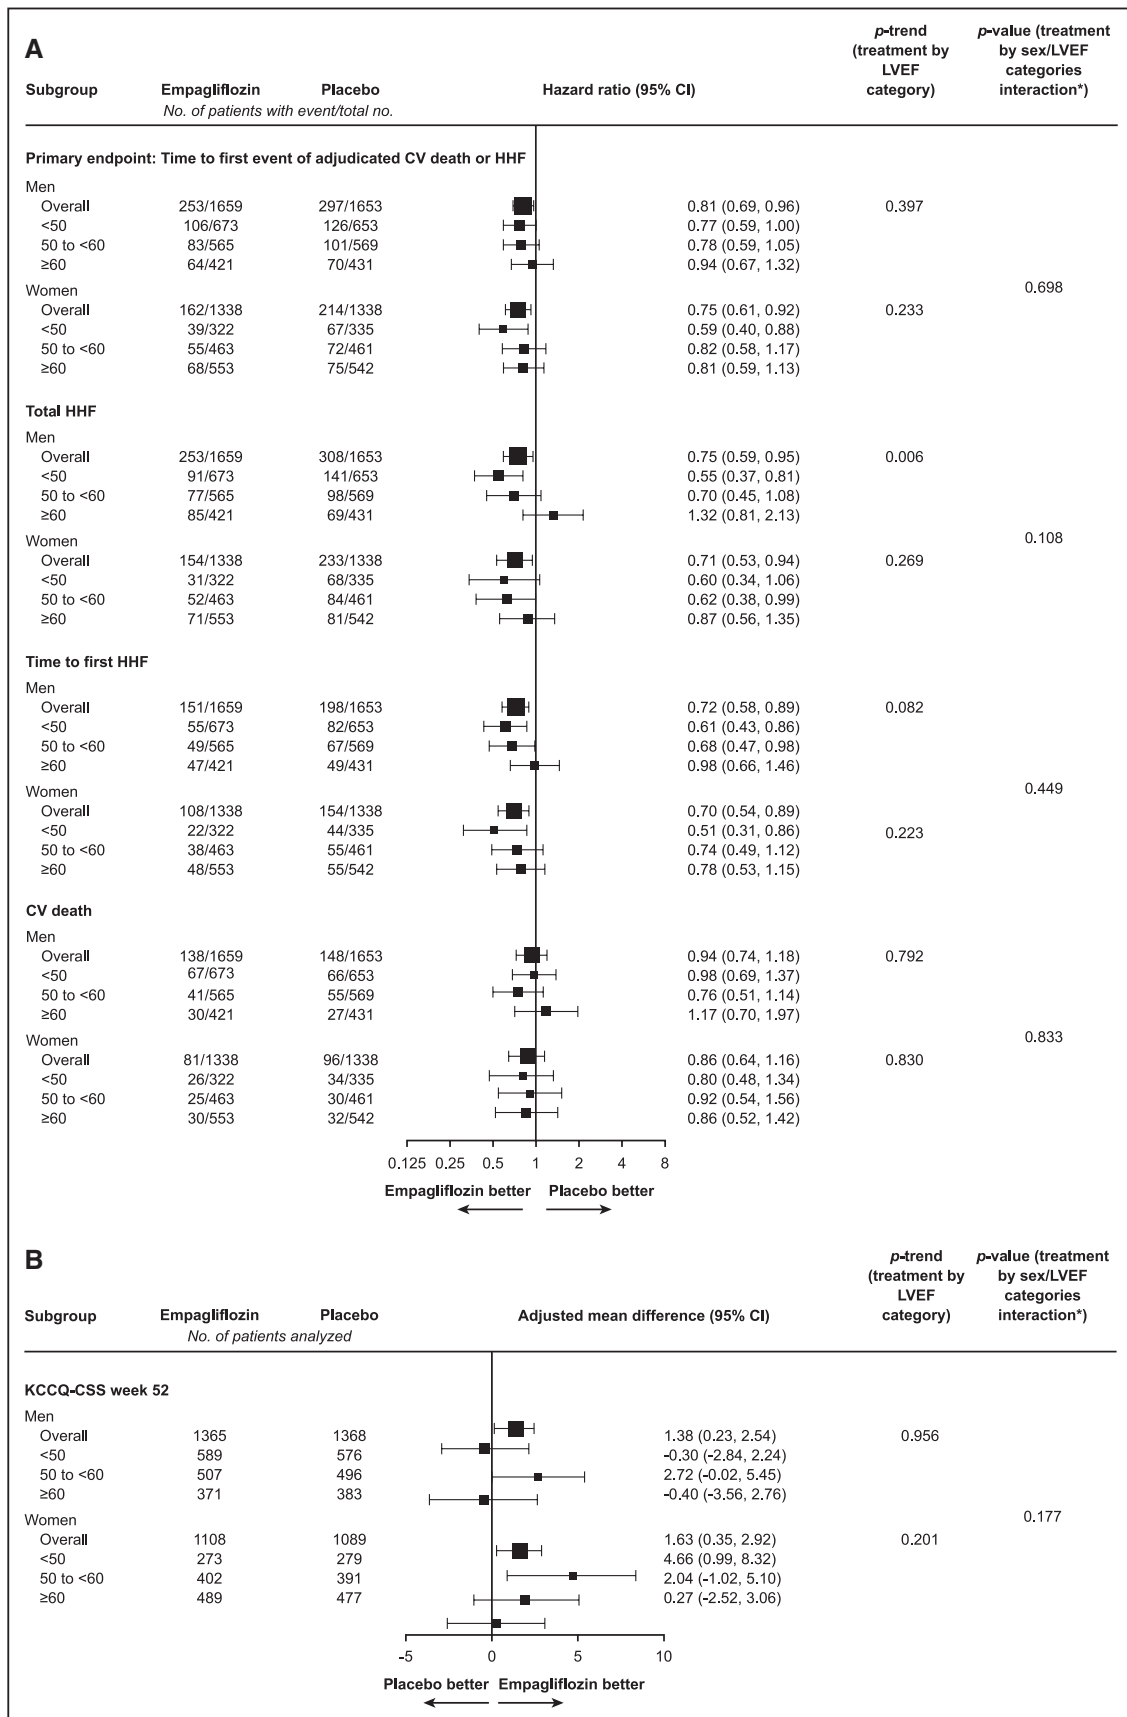 A
p-trend (treatment by LVEF category)
p-value (treatment by sex/LVEF categories interaction*)
Subgroup Empagliflozin Placebo Hazard ratio (95% CI)
No. of patients with event/total no.
Primary endpoint: Time to first event of adjudicated CV death or HHF
Men
Overall 253/1659 297/1653 0.81 (0.69, 0.96) 0.397
<50 106/673 126/653 0.77 (0.59, 1.00)
50 to <60 83/565 101/569 0.78 (0.59, 1.05)
≥60 64/421 70/431 0.94 (0.67, 1.32)
0.698
Women
Overall 162/1338 214/1338 0.75 (0.61, 0.92) 0.233
<50 39/322 67/335 0.59 (0.40, 0.88)
50 to <60 55/463 72/461 0.82 (0.58, 1.17)
≥60 68/553 75/542 0.81 (0.59, 1.13)
Total HHF
Men
Overall 253/1659 308/1653 0.75 (0.59, 0.95) 0.006
<50 91/673 141/653 0.55 (0.37, 0.81)
50 to <60 77/565 98/569 0.70 (0.45, 1.08)
≥60 85/421 69/431 1.32 (0.81, 2.13)
0.108
Women
Overall 154/1338 233/1338 0.71 (0.53, 0.94) 0.269
<50 31/322 68/335 0.60 (0.34, 1.06)
50 to <60 52/463 84/461 0.62 (0.38, 0.99)
≥60 71/553 81/542 0.87 (0.56, 1.35)
Time to first HHF
Men
Overall 151/1659 198/1653 0.72 (0.58, 0.89) 0.082
<50 55/673 82/653 0.61 (0.43, 0.86)
50 to <60 49/565 67/569 0.68 (0.47, 0.98)
≥60 47/421 49/431 0.98 (0.66, 1.46)
0.449
Women
Overall 108/1338 154/1338 0.70 (0.54, 0.89)
<50 22/322 44/335 0.51 (0.31, 0.86) 0.223
50 to <60 38/463 55/461 0.74 (0.49, 1.12)
≥60 48/553 55/542 0.78 (0.53, 1.15)
CV death
Men
Overall 138/1659 148/1653 0.94 (0.74, 1.18) 0.792
<50 67/673 66/653 0.98 (0.69, 1.37)
50 to <60 41/565 55/569 0.76 (0.51, 1.14)
≥60 30/421 27/431 1.17 (0.70, 1.97)
0.833
Women
Overall 81/1338 96/1338 0.86 (0.64, 1.16) 0.830
<50 26/322 34/335 0.80 (0.48, 1.34)
50 to <60 25/463 30/461 0.92 (0.54, 1.56)
≥60 30/553 32/542 0.86 (0.52, 1.42)
0.125 0.25 0.5 1 2 4 8
Empagliflozin better Placebo better
B
p-trend (treatment by LVEF category)
p-value (treatment by sex/LVEF categories interaction*)
Subgroup Empagliflozin Placebo Adjusted mean difference (95% CI)
No. of patients analyzed
KCCQ-CSS week 52
Men
Overall 1365 1368 1.38 (0.23, 2.54) 0.956
<50 589 576 -0.30 (-2.84, 2.24)
50 to <60 507 496 2.72 (-0.02, 5.45)
≥60 371 383 -0.40 (-3.56, 2.76)
0.177
Women
Overall 1108 1089 1.63 (0.35, 2.92) 0.201
<50 273 279 4.66 (0.99, 8.32)
50 to <60 402 391 2.04 (-1.02, 5.10)
≥60 489 477 0.27 (-2.52, 3.06)
-5 0 5 10
Placebo better Empagliflozin better